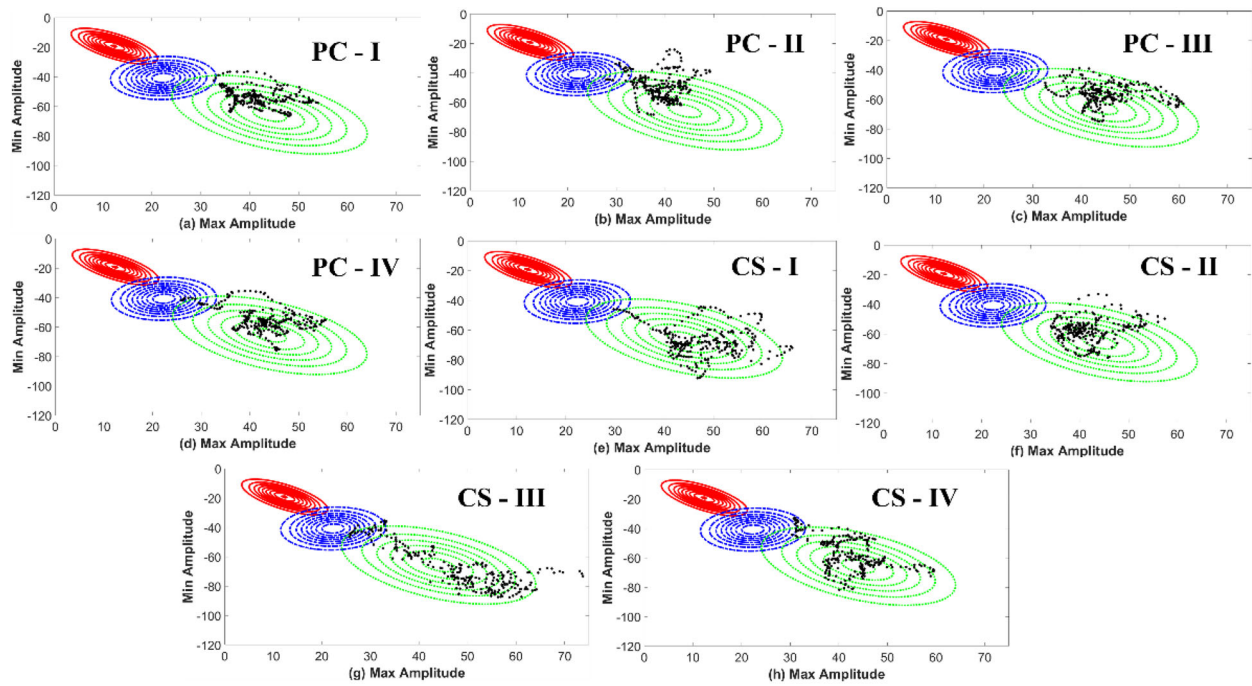 PC - I
0
-20
-40
-60
-80
-100
-120
Min Amplitude
0 10 20 30 40 50 60 70
(a) Max Amplitude
PC - II
0
-20
-40
-60
-80
-100
-120
Min Amplitude
0 10 20 30 40 50 60 70
(b) Max Amplitude
PC - III
0
-20
-40
-60
-80
-100
-120
Min Amplitude
0 10 20 30 40 50 60 70
(c) Max Amplitude
PC - IV
0
-20
-40
-60
-80
-100
-120
Min Amplitude
0 10 20 30 40 50 60 70
(d) Max Amplitude
CS - I
0
-20
-40
-60
-80
-100
-120
Min Amplitude
0 10 20 30 40 50 60 70
(e) Max Amplitude
CS - II
0
-20
-40
-60
-80
-100
-120
Min Amplitude
0 10 20 30 40 50 60 70
(f) Max Amplitude
CS - III
0
-20
-40
-60
-80
-100
-120
Min Amplitude
0 10 20 30 40 50 60 70
(g) Max Amplitude
CS - IV
0
-20
-40
-60
-80
-100
-120
Min Amplitude
0 10 20 30 40 50 60 70
(h) Max Amplitude